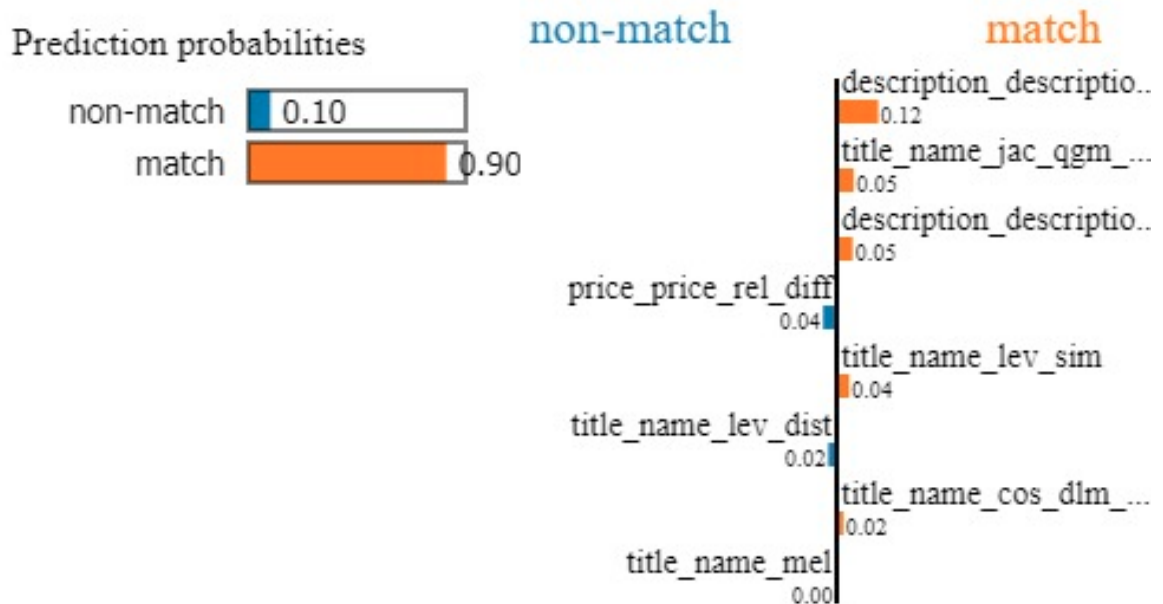 Prediction probabilities
non-match 0.10
match 0.90
non-match match
description_descriptio...
0.12
title_name_jac_qgm_...
0.05
description_descriptio...
0.05
price_price_rel_diff
0.04
title_name_lev_sim
0.04
title_name_lev_dist
0.02
title_name_cos_dlm_...
0.02
title_name_mel
0.00